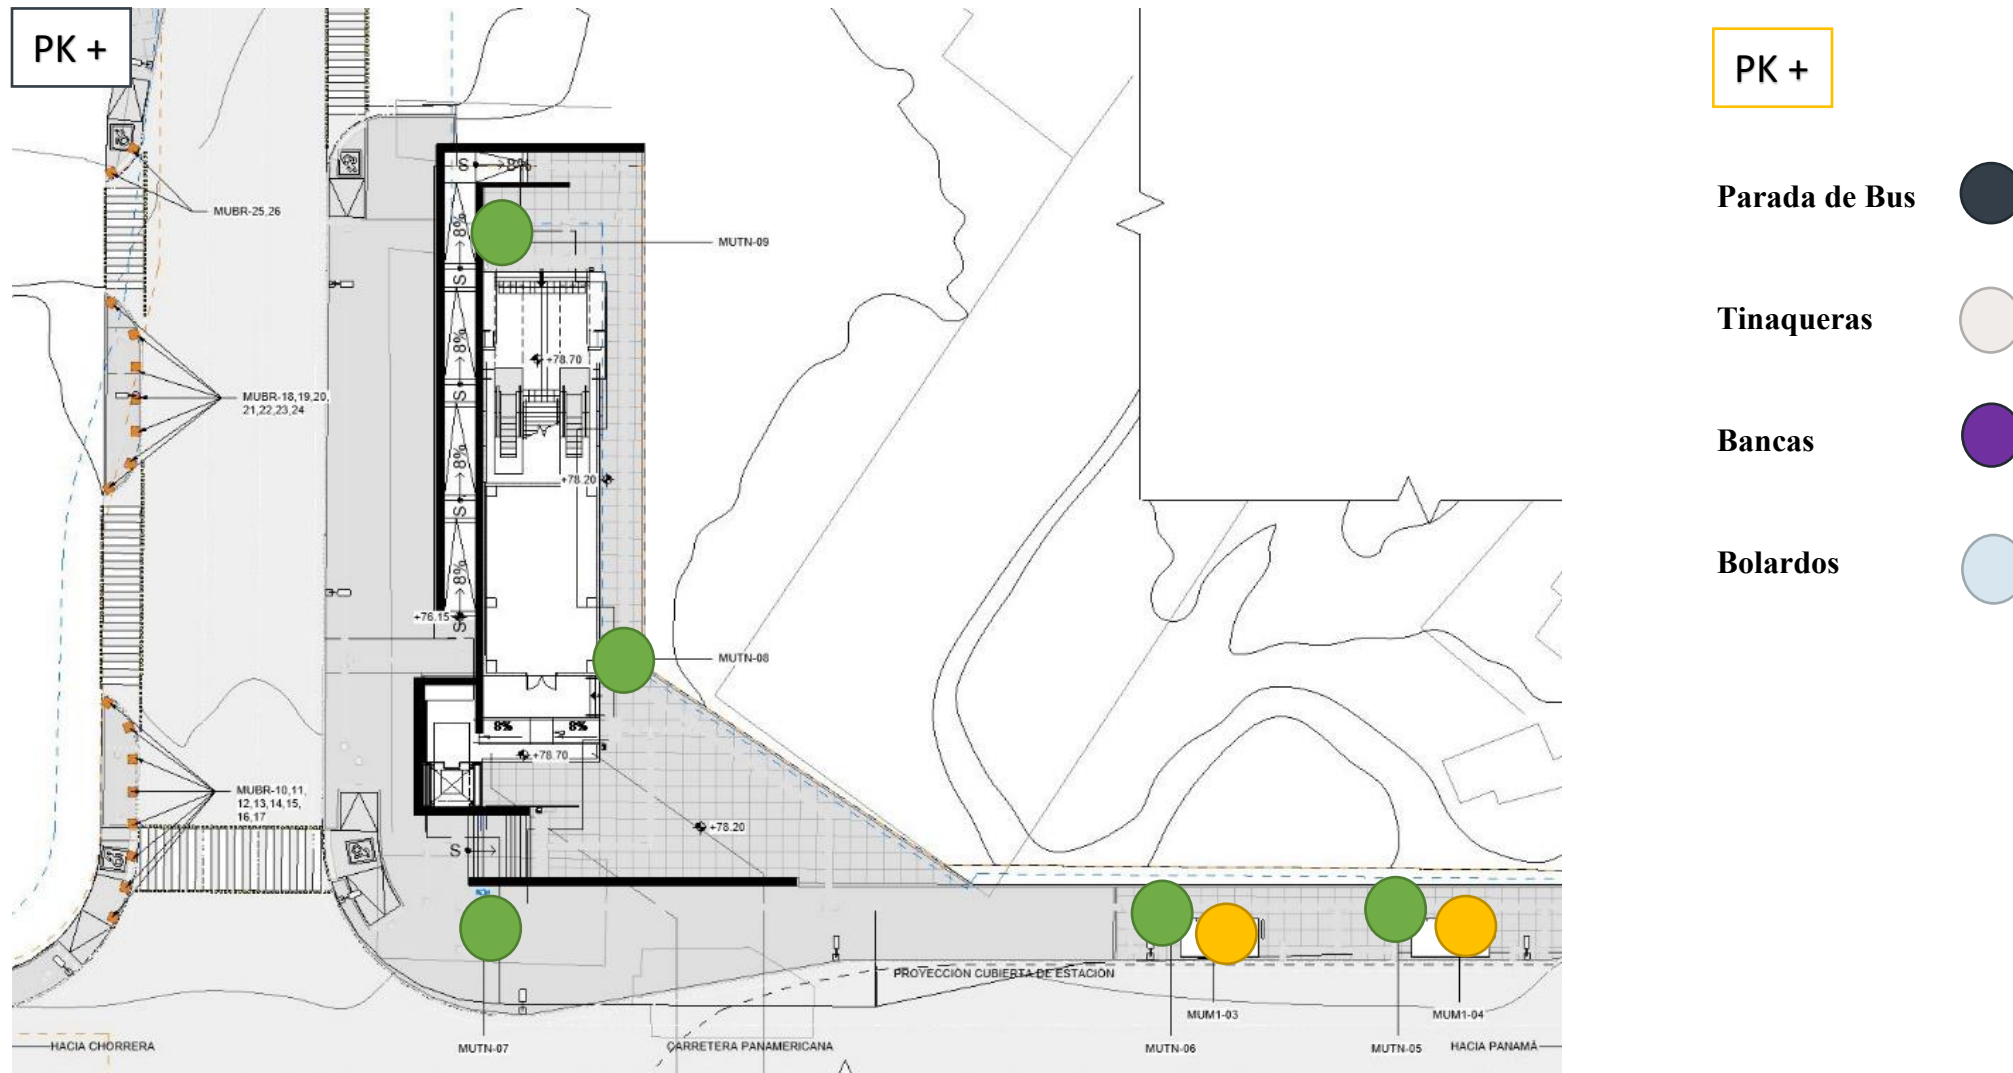 PK +
PK +
MUBR-25,26
MUTN-09
Parada de Bus
Tinaqueras
Bancas
Bolardos
S
8%
S
8%
S
8%
S
8%
S
+78.70
MUBR-18,19,20,
21,22,23,24
+78.20
+76.15
MUTN-08
8%
8%
+78.70
MUBR-10,11,
12,13,14,15,
16,17
+78.20
S
PROYECCIÓN CUBIERTA DE ESTACIÓN
MUM1-03
MUM1-04
HACIA CHORRERA
MUTN-07
CARRETERA PANAMERICANA
MUTN-06
MUTN-05
HACIA PANAMÁ